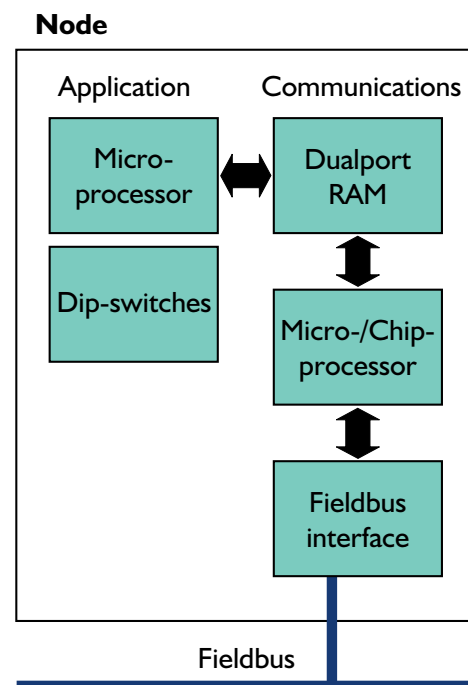 Node
Application
Communications
Micro-
processor
Dualport
RAM
Dip-switches
Micro-/Chip-
processor
Fieldbus
interface
Fieldbus